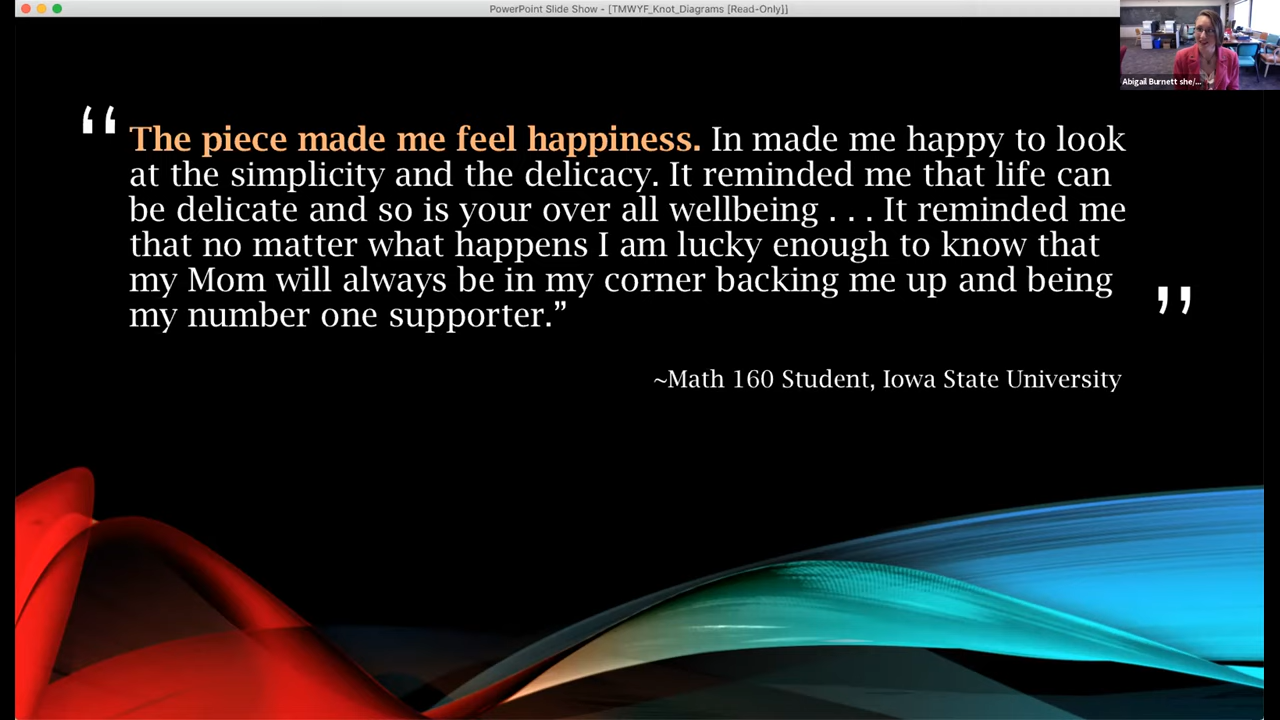 PowerPoint Slide Show - [TMWYF_Knot_Diagrams [Read-Only]]
Abigail Burnett she/...
“ The piece made me feel happiness. In made me happy to look
at the simplicity and the delicacy. It reminded me that life can
be delicate and so is your over all wellbeing . . . It reminded me
that no matter what happens I am lucky enough to know that
my Mom will always be in my corner backing me up and being
my number one supporter.” ”
~Math 160 Student, Iowa State University